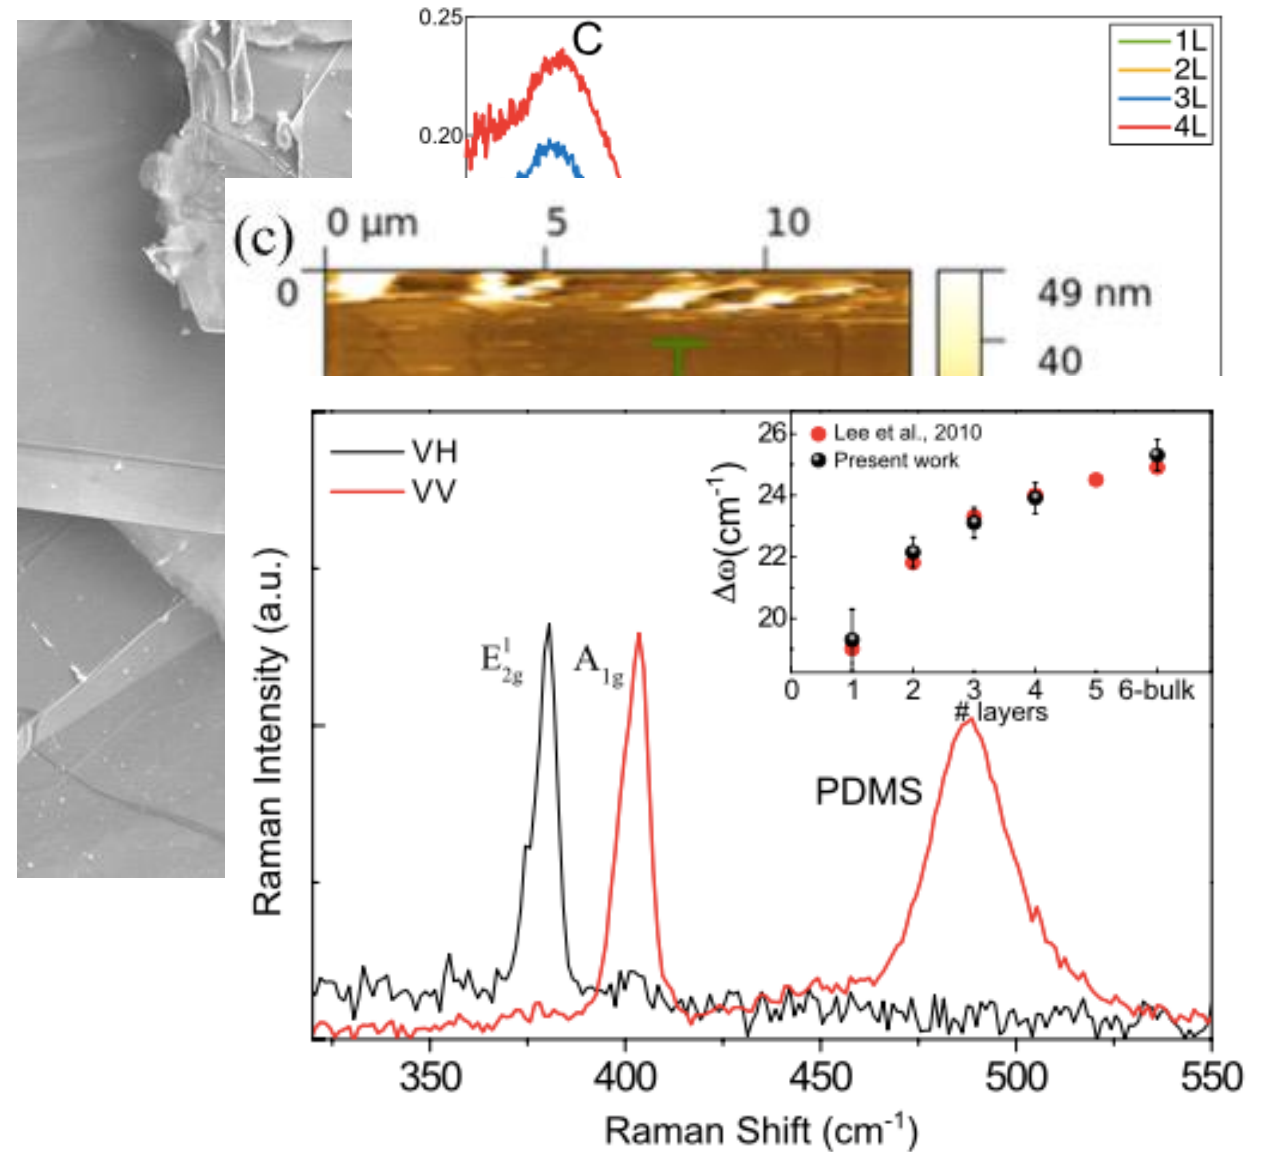 0.25
C
1L
2L
3L
4L
0.20
(c)
0 µm 5 10
0
49 nm
40
VH
VV
Lee et al., 2010
Present work
26
24
22
20
Δω(cm⁻¹)
0 1 2 3 4 5 6-bulk
# layers
E¹₂g A₁g
PDMS
Raman Intensity (a.u.)
350 400 450 500 550
Raman Shift (cm⁻¹)